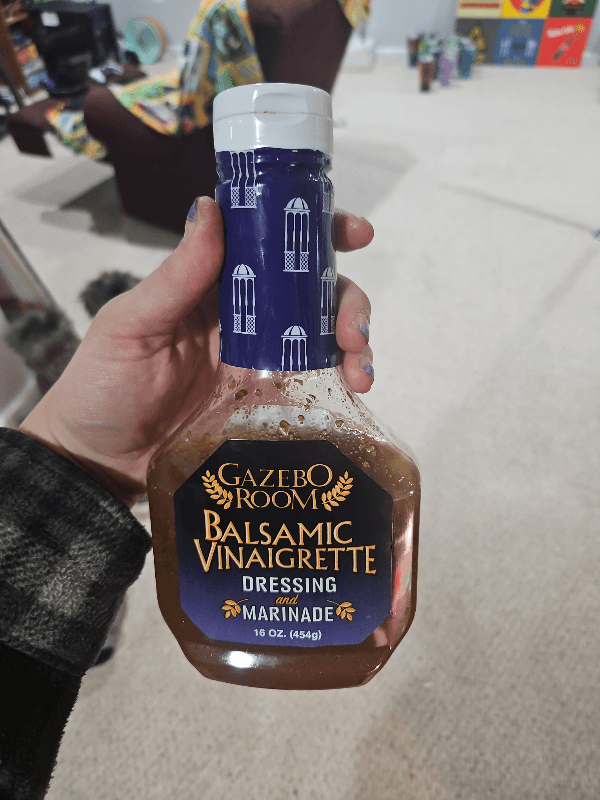 GAZEBO
ROOM
BALSAMIC
VINAIGRETTE
DRESSING
and
MARINADE
16 OZ. (454g)